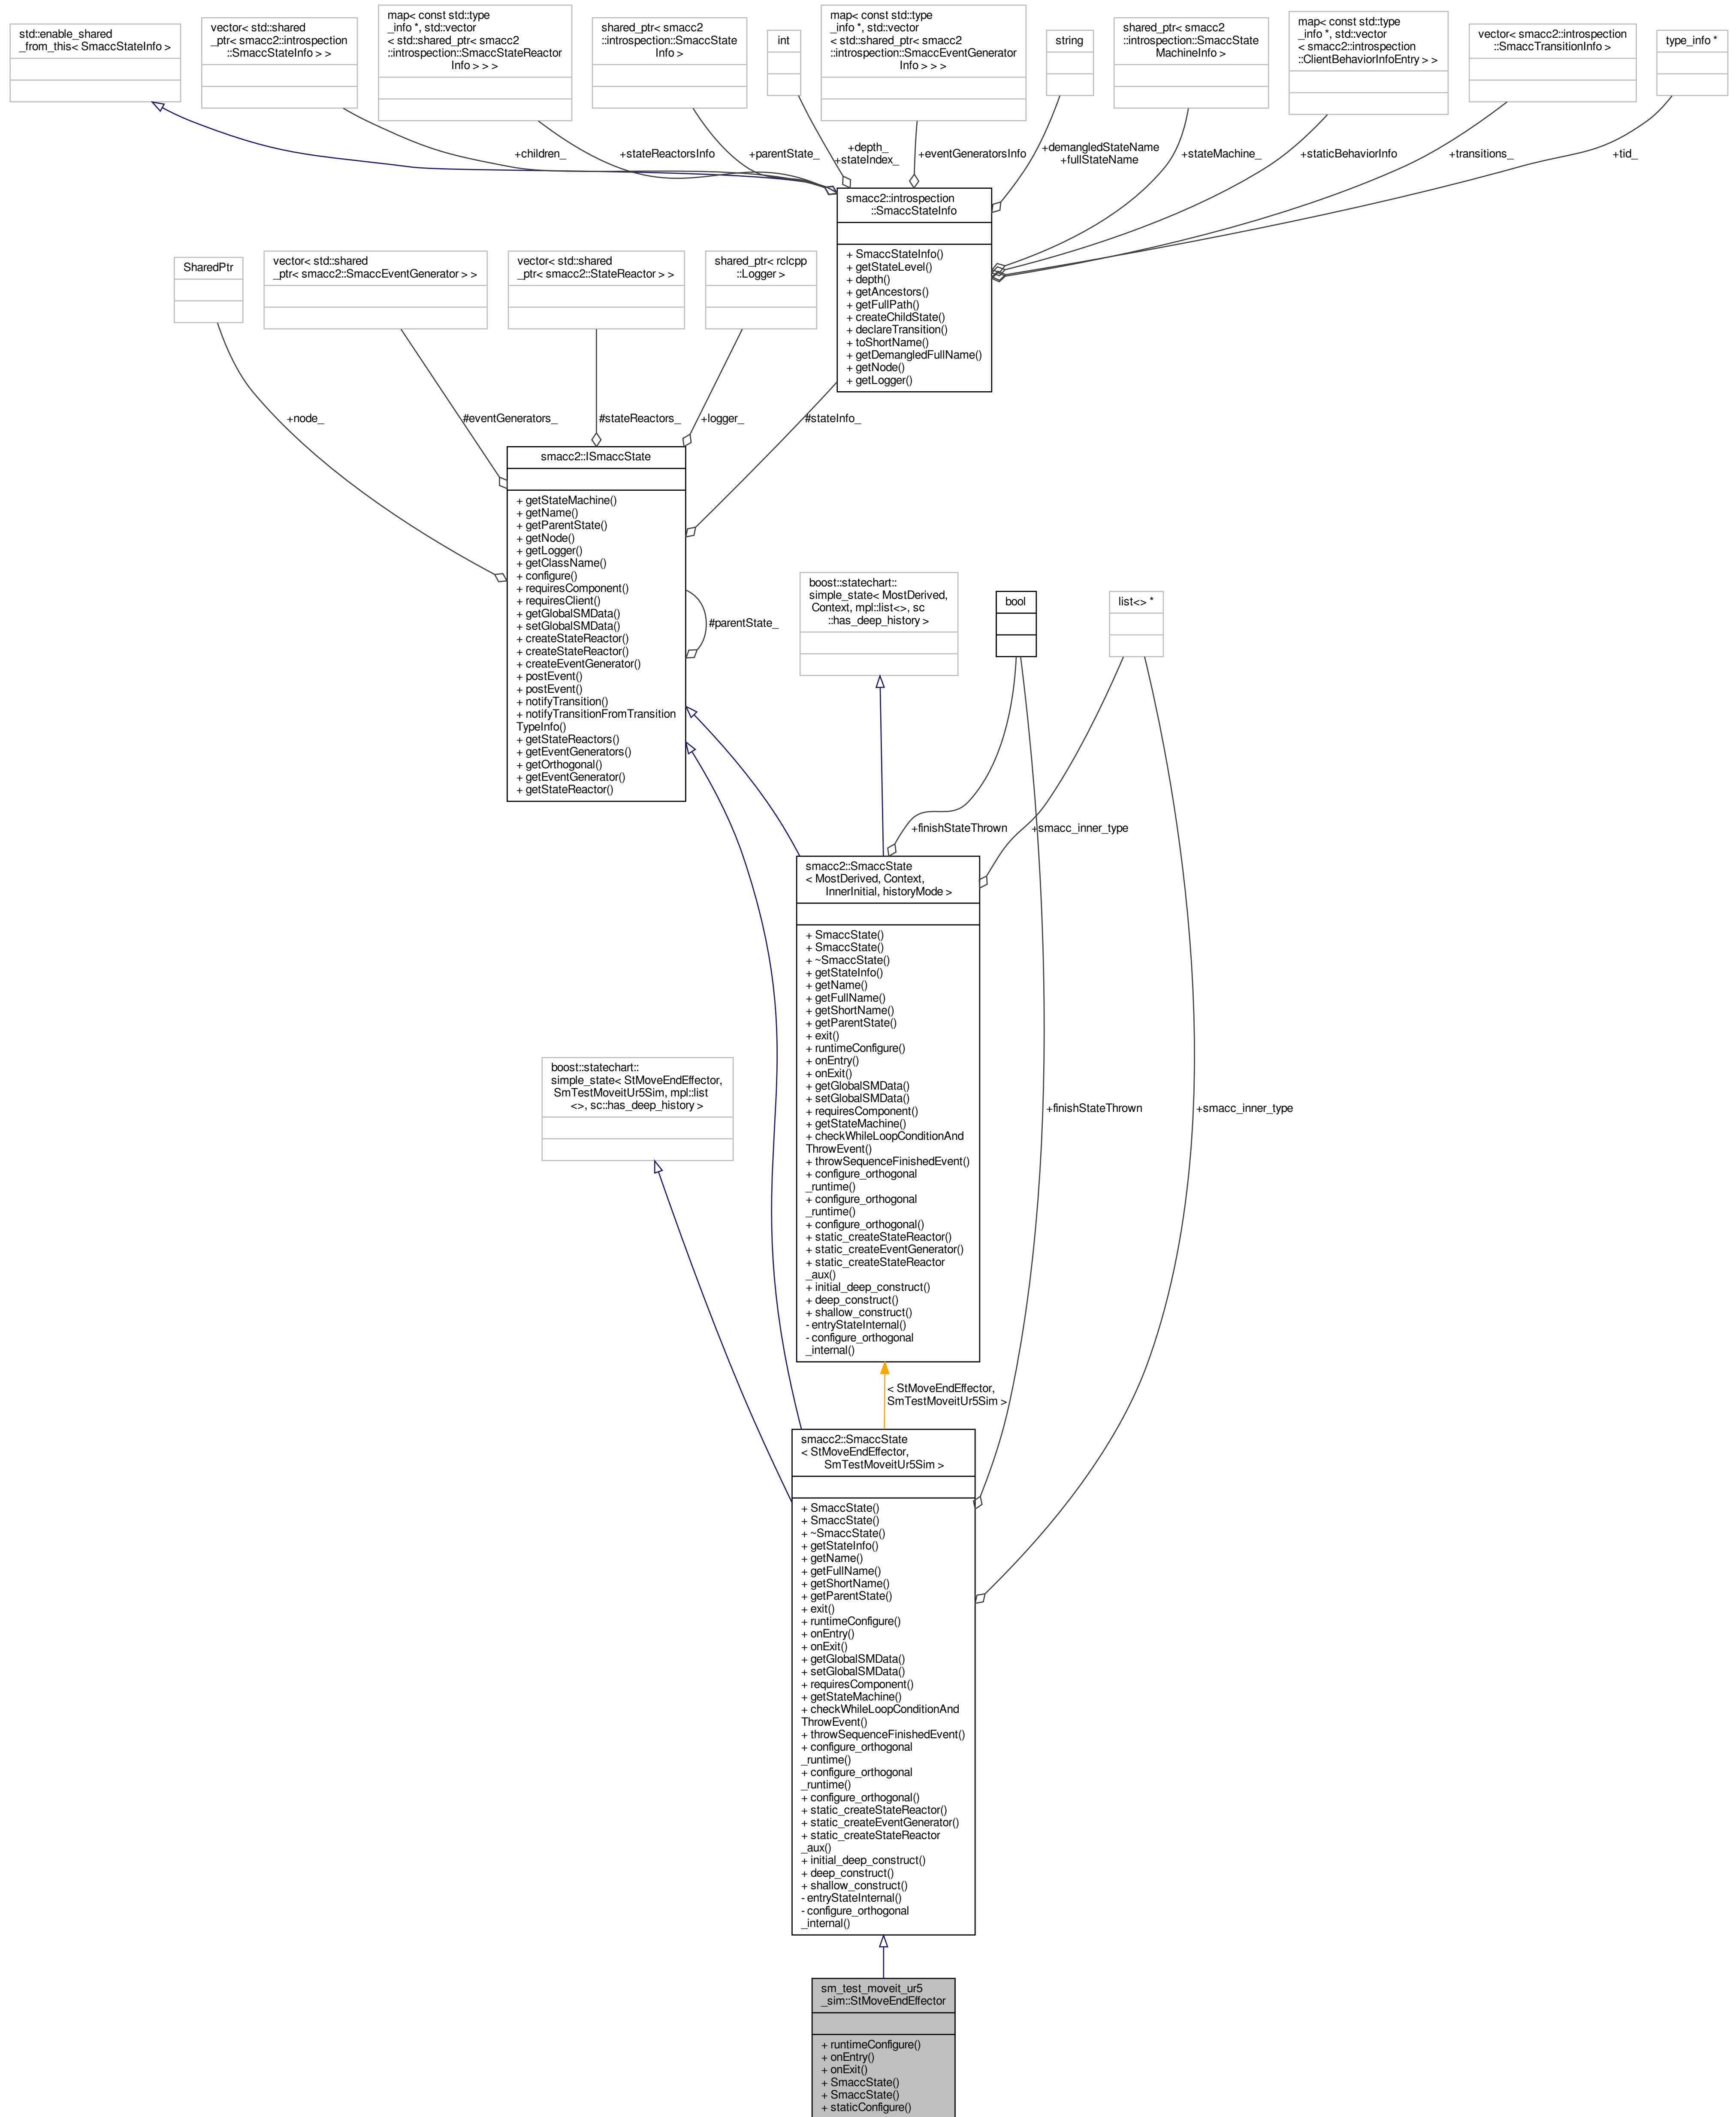 std::enable_shared
_from_this< SmaccStateInfo >
vector< std::shared
_ptr< smacc2::introspection
::SmaccStateInfo > >
map< const std::type
_info *, std::vector
< std::shared_ptr< smacc2
::introspection::SmaccStateReactor
Info > > >
shared_ptr< smacc2
::introspection::SmaccState
Info >
int
map< const std::type
_info *, std::vector
< std::shared_ptr< smacc2
::introspection::SmaccEventGenerator
Info > > >
string
shared_ptr< smacc2
::introspection::SmaccState
MachineInfo >
map< const std::type
_info *, std::vector
< smacc2::introspection
::ClientBehaviorInfoEntry > >
vector< smacc2::introspection
::SmaccTransitionInfo >
type_info *
+children_
+stateReactorsInfo
+parentState_
+depth_
+stateIndex_
+eventGeneratorsInfo
+demangledStateName
+fullStateName
+stateMachine_
+staticBehaviorInfo
+transitions_
+tid_
smacc2::introspection
::SmaccStateInfo
+ SmaccStateInfo()
+ getStateLevel()
+ depth()
+ getAncestors()
+ getFullPath()
+ createChildState()
+ declareTransition()
+ toShortName()
+ getDemangledFullName()
+ getNode()
+ getLogger()
SharedPtr
vector< std::shared
_ptr< smacc2::SmaccEventGenerator > >
vector< std::shared
_ptr< smacc2::StateReactor > >
shared_ptr< rclcpp
::Logger >
+node_
#eventGenerators_
#stateReactors_
+logger_
#stateInfo_
smacc2::ISmaccState
+ getStateMachine()
+ getName()
+ getParentState()
+ getNode()
+ getLogger()
+ getClassName()
+ configure()
+ requiresComponent()
+ requiresClient()
+ getGlobalSMData()
+ setGlobalSMData()
+ createStateReactor()
+ createStateReactor()
+ createEventGenerator()
+ postEvent()
+ postEvent()
+ notifyTransition()
+ notifyTransitionFromTransition
TypeInfo()
+ getStateReactors()
+ getEventGenerators()
+ getOrthogonal()
+ getEventGenerator()
+ getStateReactor()
#parentState_
boost::statechart::
simple_state< MostDerived,
Context, mpl::list<>, sc
::has_deep_history >
bool
list<> *
+finishStateThrown
+smacc_inner_type
smacc2::SmaccState
< MostDerived, Context,
InnerInitial, historyMode >
+ SmaccState()
+ SmaccState()
+ ~SmaccState()
+ getStateInfo()
+ getName()
+ getFullName()
+ getShortName()
+ getParentState()
+ exit()
+ runtimeConfigure()
+ onEntry()
+ onExit()
+ getGlobalSMData()
+ setGlobalSMData()
+ requiresComponent()
+ getStateMachine()
+ checkWhileLoopConditionAnd
ThrowEvent()
+ throwSequenceFinishedEvent()
+ configure_orthogonal
_runtime()
+ configure_orthogonal
_runtime()
+ configure_orthogonal()
+ static_createStateReactor()
+ static_createEventGenerator()
+ static_createStateReactor
_aux()
+ initial_deep_construct()
+ deep_construct()
+ shallow_construct()
- entryStateInternal()
- configure_orthogonal
_internal()
boost::statechart::
simple_state< StMoveEndEffector,
SmTestMoveitUr5Sim, mpl::list
<>, sc::has_deep_history >
+finishStateThrown
+smacc_inner_type
< StMoveEndEffector,
SmTestMoveitUr5Sim >
smacc2::SmaccState
< StMoveEndEffector,
SmTestMoveitUr5Sim >
+ SmaccState()
+ SmaccState()
+ ~SmaccState()
+ getStateInfo()
+ getName()
+ getFullName()
+ getShortName()
+ getParentState()
+ exit()
+ runtimeConfigure()
+ onEntry()
+ onExit()
+ getGlobalSMData()
+ setGlobalSMData()
+ requiresComponent()
+ getStateMachine()
+ checkWhileLoopConditionAnd
ThrowEvent()
+ throwSequenceFinishedEvent()
+ configure_orthogonal
_runtime()
+ configure_orthogonal
_runtime()
+ configure_orthogonal()
+ static_createStateReactor()
+ static_createEventGenerator()
+ static_createStateReactor
_aux()
+ initial_deep_construct()
+ deep_construct()
+ shallow_construct()
- entryStateInternal()
- configure_orthogonal
_internal()
sm_test_moveit_ur5
_sim::StMoveEndEffector
+ runtimeConfigure()
+ onEntry()
+ onExit()
+ SmaccState()
+ SmaccState()
+ staticConfigure()